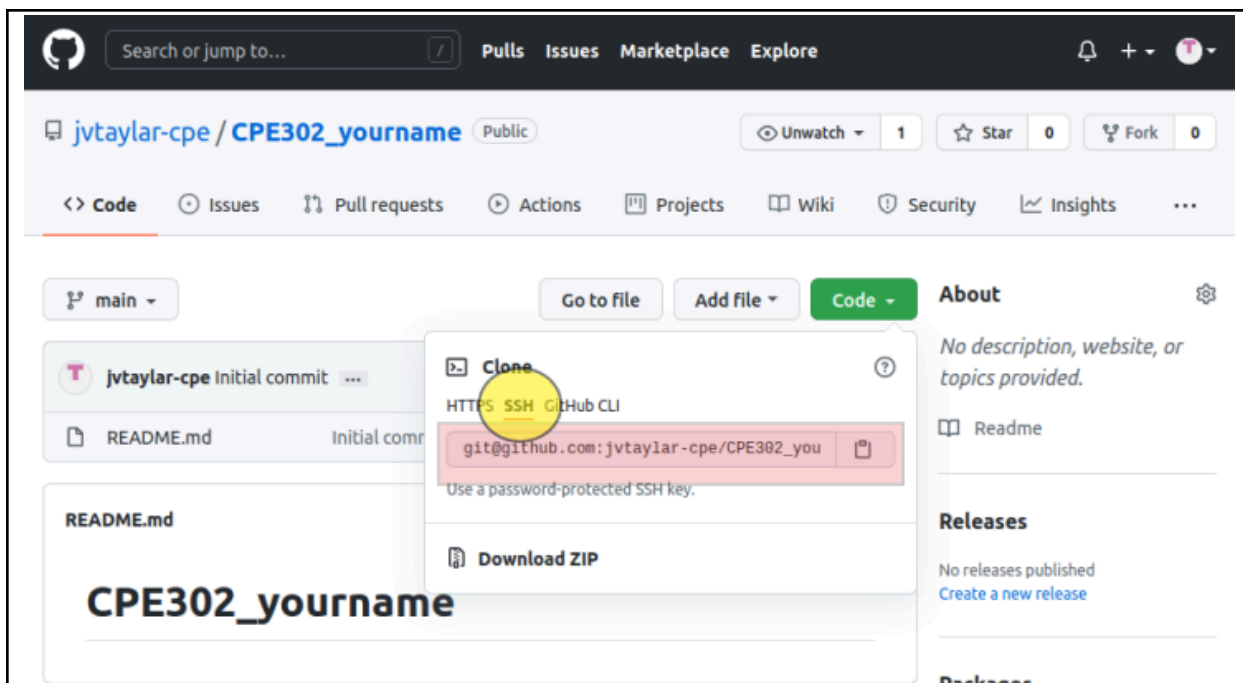 Search or jump to... / Pulls Issues Marketplace Explore
jvtaylar-cpe / CPE302_yourname Public Unwatch 1 Star 0 Fork 0
<> Code Issues Pull requests Actions Projects Wiki Security Insights ...
main Go to file Add file Code
T jvtaylar-cpe Initial commit ...
README.md Initial comm
Clone
HTTPS SSH GitHub CLI
git@github.com:jvtaylar-cpe/CPE302_you
Use a password-protected SSH key.
Download ZIP
README.md
CPE302_yourname
About
No description, website, or
topics provided.
Readme
Releases
No releases published
Create a new release
Packages